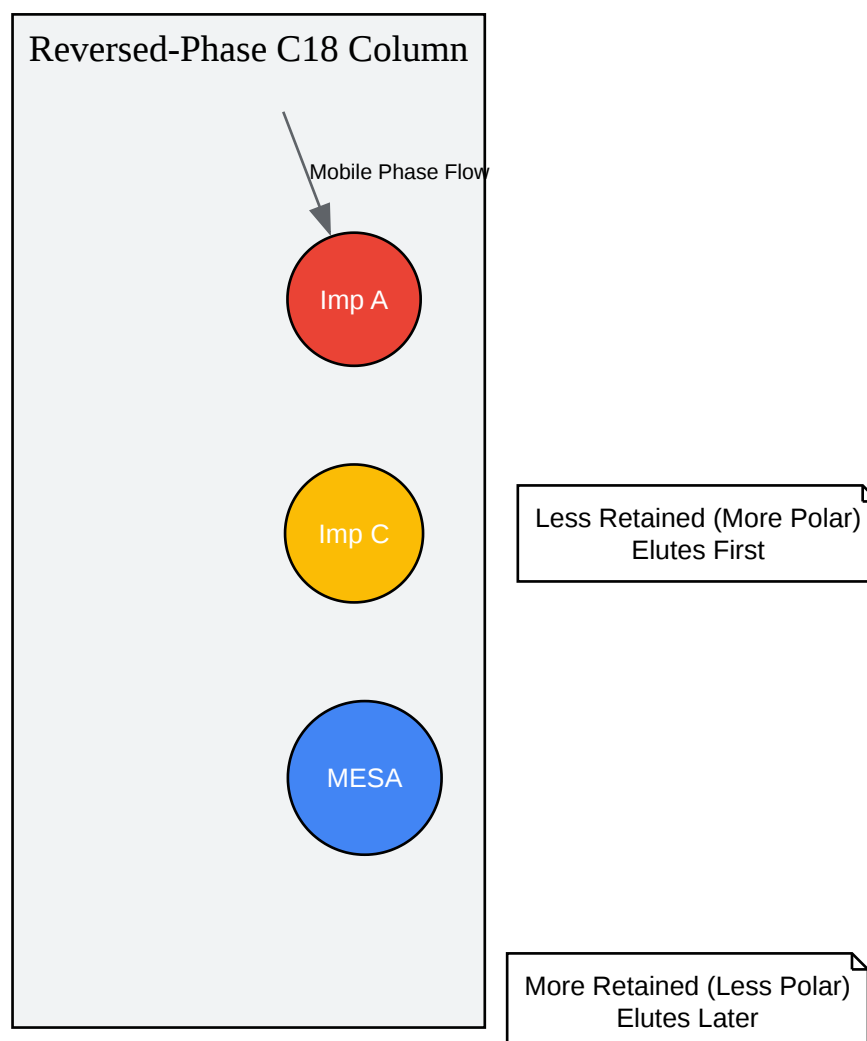 Reversed-Phase C18 Column
Mobile Phase Flow
Imp A
Imp C
Less Retained (More Polar)
Elutes First
MESA
More Retained (Less Polar)
Elutes Later